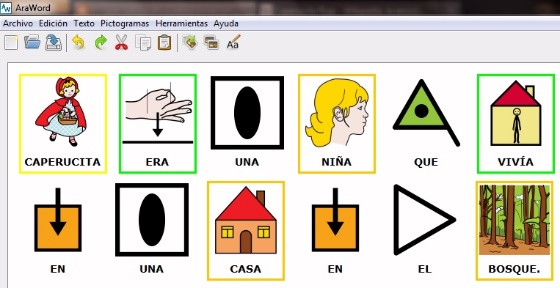 AraWord
Archivo Edición Texto Pictogramas Herramientas Ayuda
CAPERUCITA ERA UNA NIÑA QUE VIVÍA
EN UNA CASA EN EL BOSQUE.